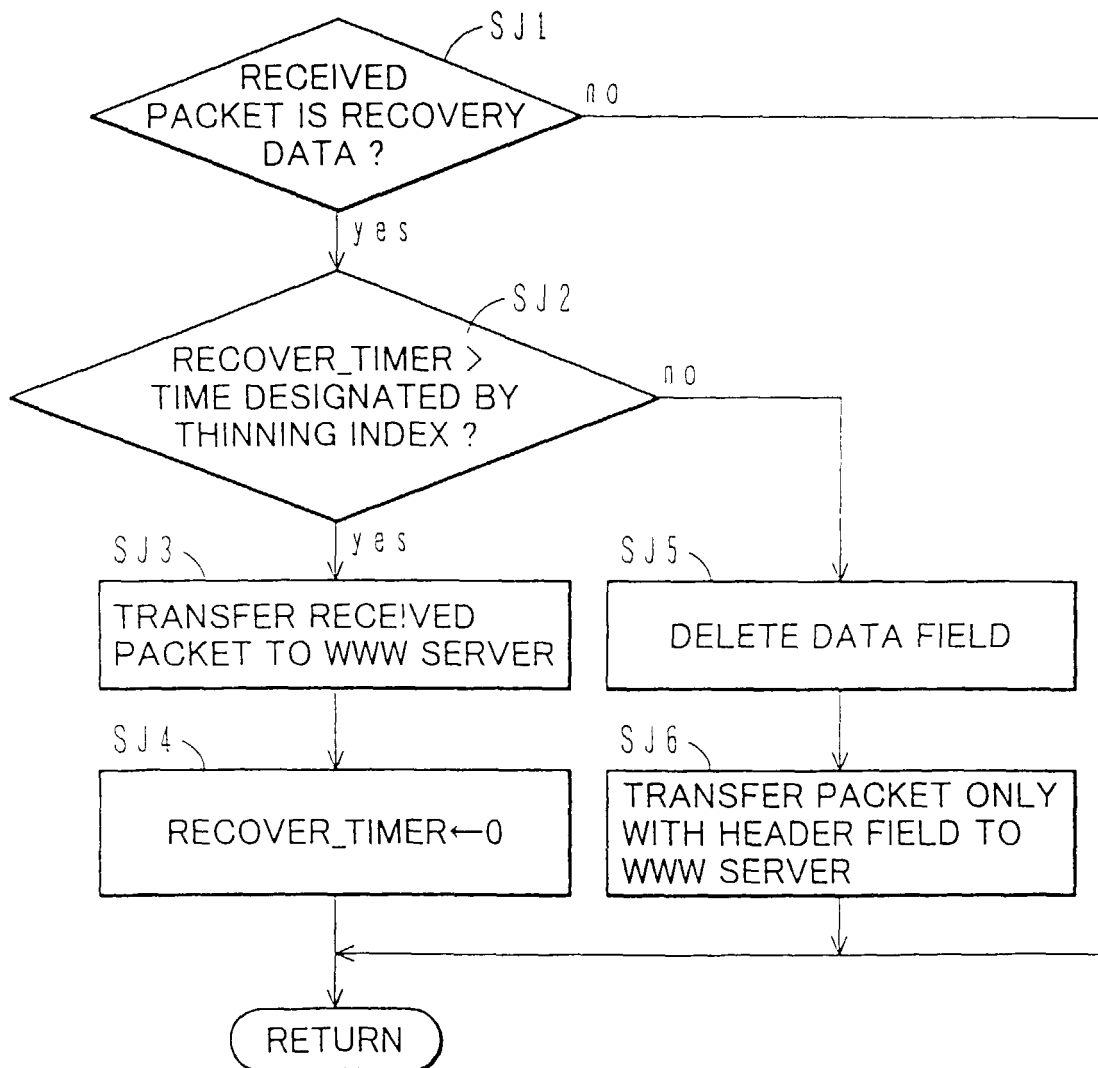 SJ1
RECEIVED
PACKET IS RECOVERY
DATA ?
no
yes
SJ2
RECOVER_TIMER >
TIME DESIGNATED BY
THINNING INDEX ?
no
yes
SJ3
TRANSFER RECEIVED
PACKET TO WWW SERVER
SJ5
DELETE DATA FIELD
SJ4
RECOVER_TIMER←0
SJ6
TRANSFER PACKET ONLY
WITH HEADER FIELD TO
WWW SERVER
RETURN